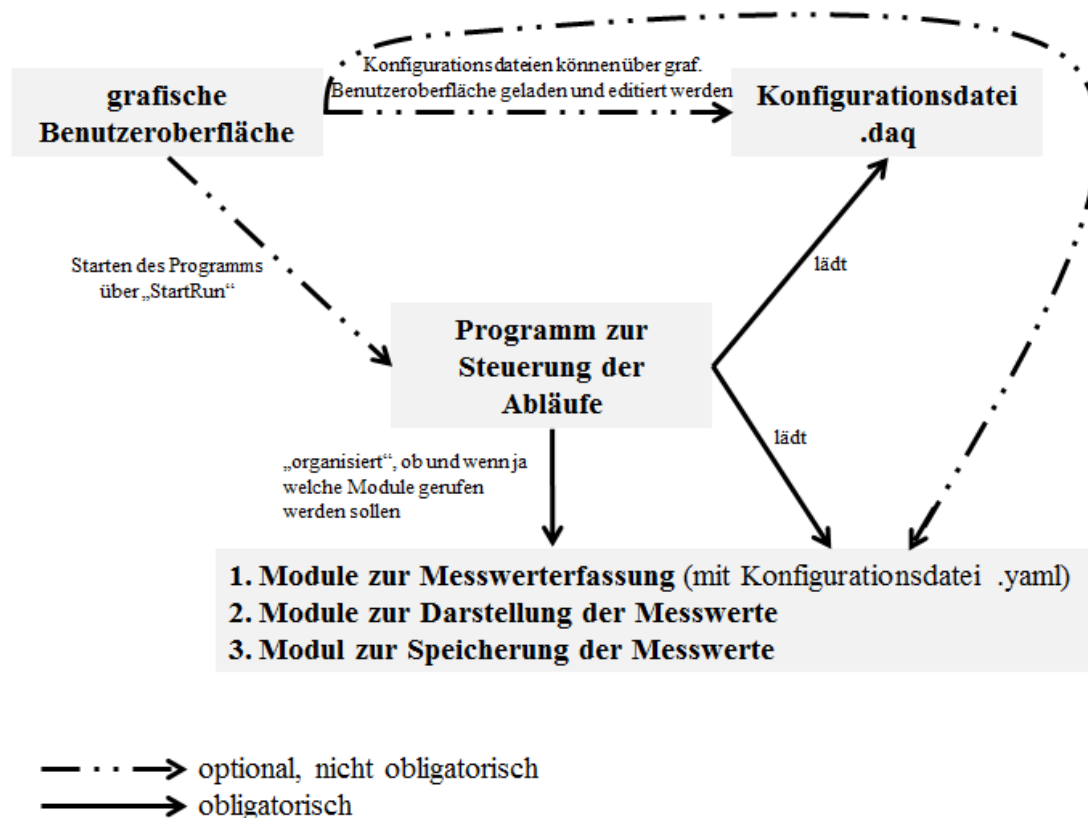 Konfigurationsdateien können über graf.
Benutzeroberfläche geladen und editiert werden
grafische
Benutzeroberfläche
Konfigurationsdatei
.daq
Starten des Programms
über „StartRun“
lädt
Programm zur
Steuerung der
Abläufe
lädt
„organisiert“, ob und wenn ja
welche Module gerufen
werden sollen
1. Module zur Messwerterfassung (mit Konfigurationsdatei .yaml)
2. Module zur Darstellung der Messwerte
3. Modul zur Speicherung der Messwerte
optional, nicht obligatorisch
obligatorisch